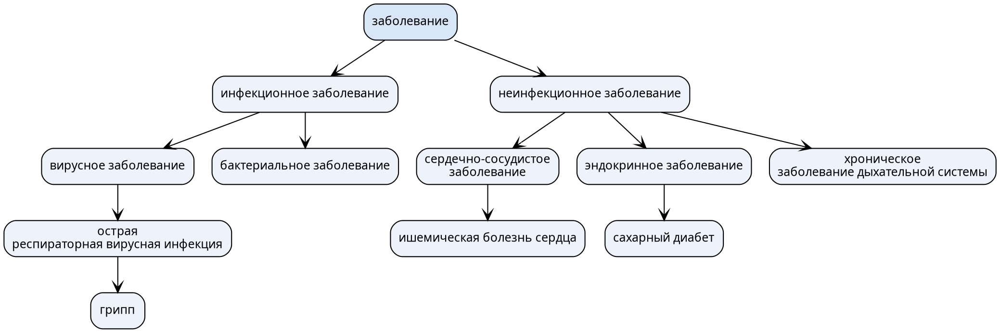 заболевание
инфекционное заболевание
неинфекционное заболевание
вирусное заболевание
бактериальное заболевание
сердечно-сосудистое
заболевание
эндокринное заболевание
хроническое
заболевание дыхательной системы
острая
респираторная вирусная инфекция
ишемическая болезнь сердца
сахарный диабет
грипп